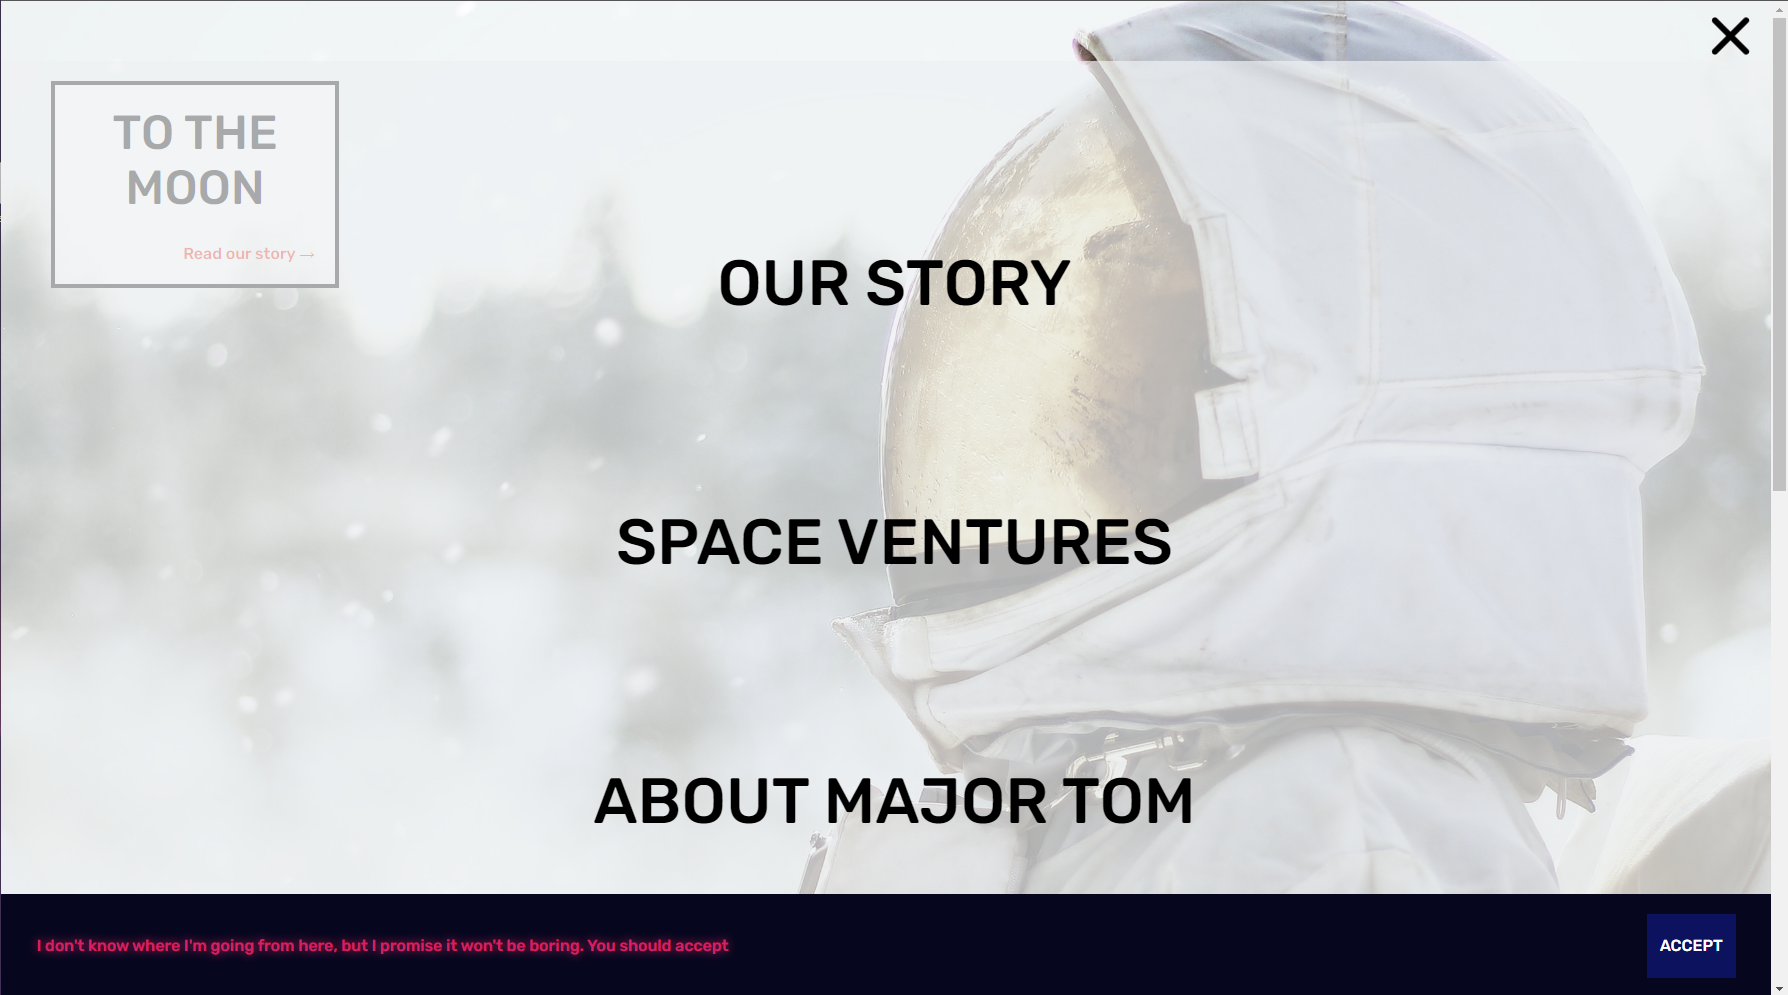 TO THE
MOON
Read our story →
OUR STORY
SPACE VENTURES
ABOUT MAJOR TOM
I don't know where I'm going from here, but I promise it won't be boring. You should accept
ACCEPT